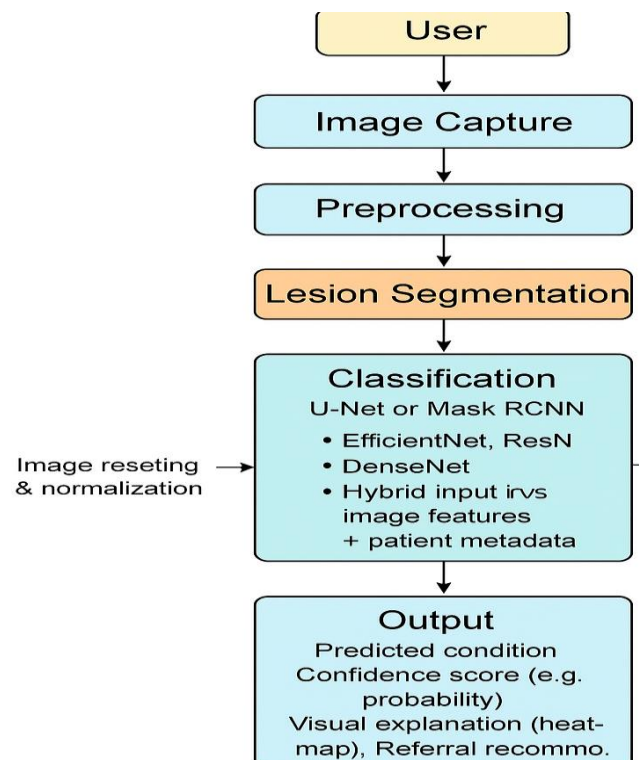 User
Image Capture
Preprocessing
Lesion Segmentation
Classification
U-Net or Mask RCNN
• EfficientNet, ResN
• DenseNet
• Hybrid input irvs
image features
+ patient metadata
Image reseting
& normalization
Output
Predicted condition
Confidence score (e.g.
probability)
Visual explanation (heat-
map), Referral recommo.